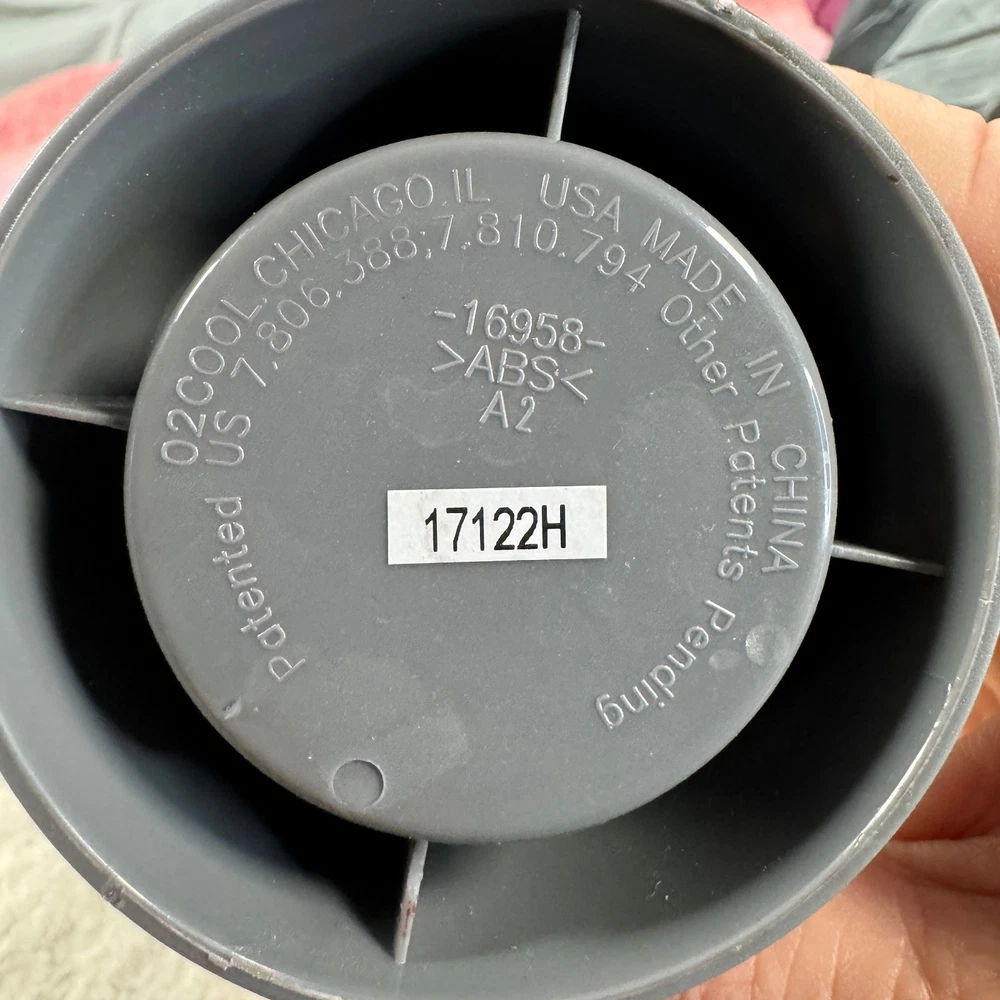 O2COOL.CHICAGO.IL USA MADE IN CHINA
Patented US 7,806.388;7.810.794 Other Patents Pending
-16958-
>ABS<
A2
17122H